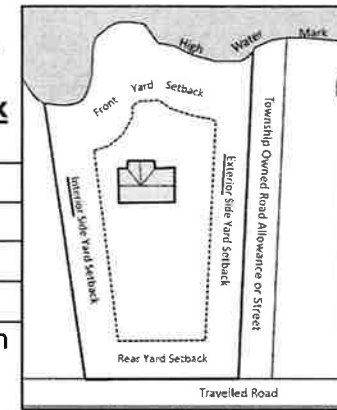 High Water Mark
Front Yard Setback
Interior Side Yard Setback
Exterior Side Yard Setback
Township Owned Road Allowance or Street
Rear Yard Setback
Travelled Road